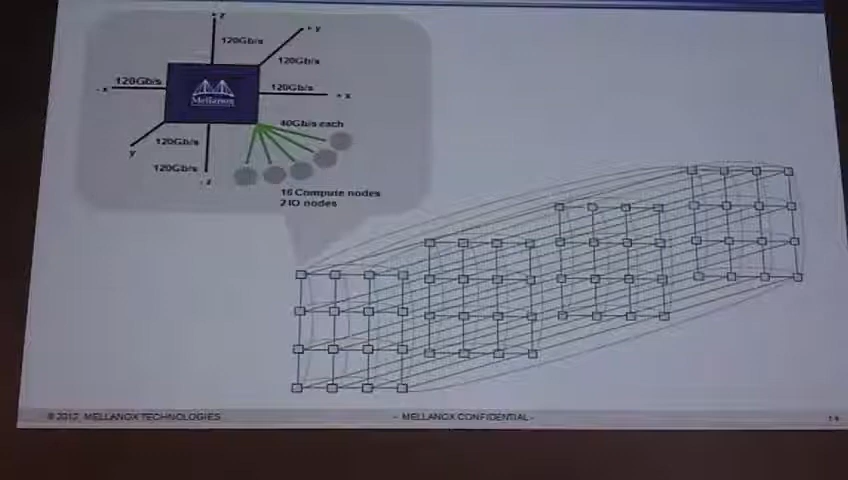 + z
+ y
120Gb/s
120Gb/s
120Gb/s
120Gb/s
- x
+ x
Mellanox
40Gb/s each
120Gb/s
y
120Gb/s
- z
16 Compute nodes
2 IO nodes
© 2012 MELLANOX TECHNOLOGIES
- MELLANOX CONFIDENTIAL -